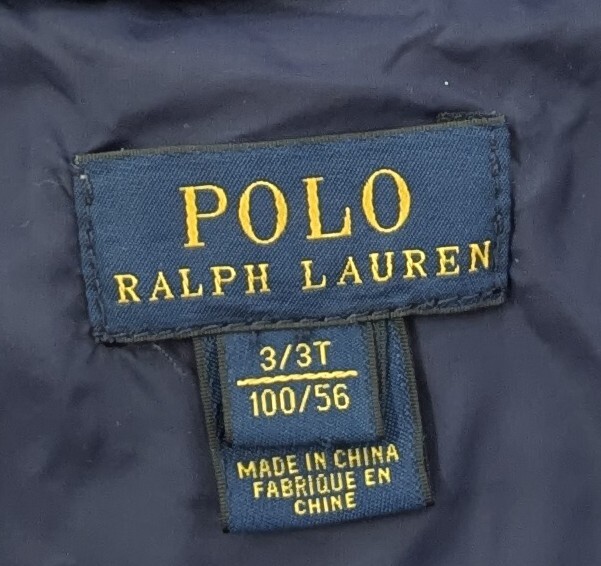 POLO
RALPH LAUREN
3/3T
100/56
MADE IN CHINA
FABRIQUE EN
CHINE